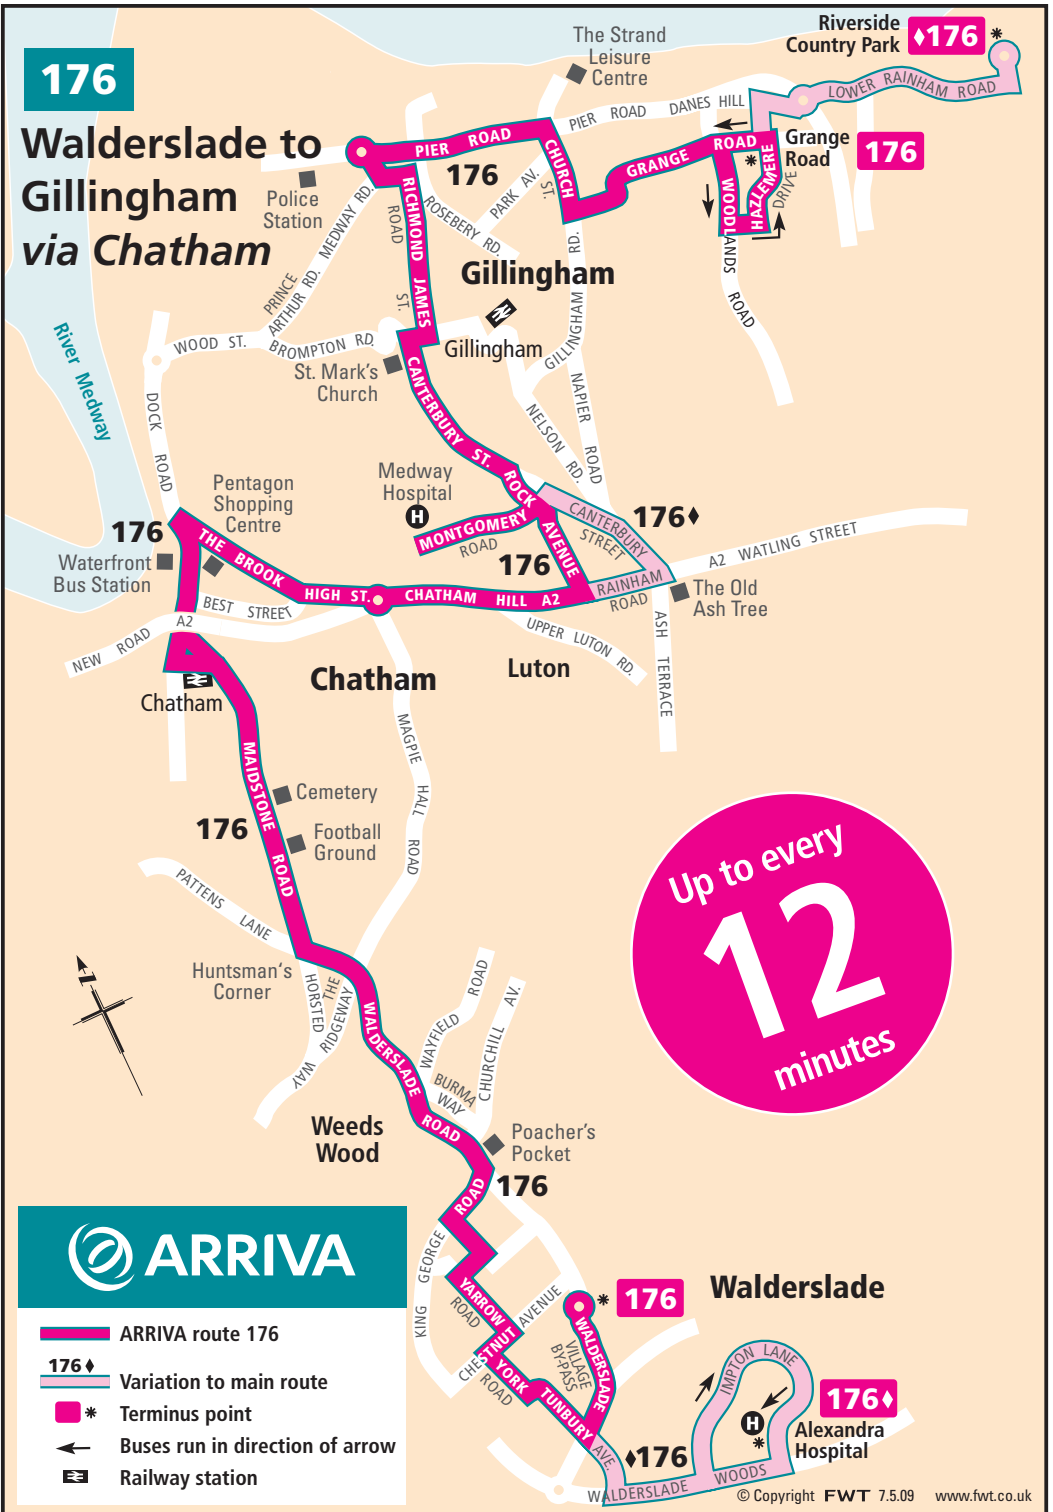 176
Walderslade to
Gillingham
via Chatham
River Medway
The Strand
Leisure
Centre
Riverside
Country Park
♦176 *
LOWER RAINHAM ROAD
PIER ROAD DANES HILL
Grange
Road
176
*
PIER ROAD
176
CHURCH
ST.
GRANGE ROAD
WOODLANDS ROAD
HAZLEMERE
DRIVE
Police
Station
PRINCE
ARTHUR RD.
MEDWAY RD.
RICHMOND
ROAD
JAMES
ST.
ROSEBERY RD.
PARK AV.
Gillingham
Gillingham
GILLINGHAM RD.
WOOD ST.
BROMPTON RD.
St. Mark's
Church
DOCK ROAD
CANTERBURY ST.
NELSON RD.
NAPIER ROAD
Medway
Hospital
H
ROCK
AVENUE
MONTGOMERY
ROAD
176
CANTERBURY
STREET
176♦
A2 WATLING STREET
RAINHAM
ROAD
The Old
Ash Tree
ASH TERRACE
Pentagon
Shopping
Centre
176
Waterfront
Bus Station
THE BROOK
HIGH ST.
CHATHAM HILL A2
BEST STREET
A2
NEW ROAD
UPPER LUTON RD.
Luton
Chatham
Chatham
MAGPIE HALL ROAD
MAIDSTONE ROAD
Cemetery
176
Football
Ground
PATTENS LANE
Huntsman's
Corner
HORSTED WAY
THE
RIDGEWAY
WALDERSLADE ROAD
WAYFIELD ROAD
CHURCHILL AV.
BURMA
WAY
Weeds
Wood
Poacher's
Pocket
176
Up to every
12
minutes
KING GEORGE ROAD
YARROW
ROAD
CHESTNUT AVENUE
YORK
ROAD
TUNBURY AVE.
WALDERSLADE
VILLAGE
BY-PASS
* 176
Walderslade
♦176
WALDERSLADE WOODS
IMPTON LANE
H
*
176♦
Alexandra
Hospital
ARRIVA
ARRIVA route 176
176♦
Variation to main route
* Terminus point
Buses run in direction of arrow
Railway station
© Copyright FWT 7.5.09 www.fwt.co.uk